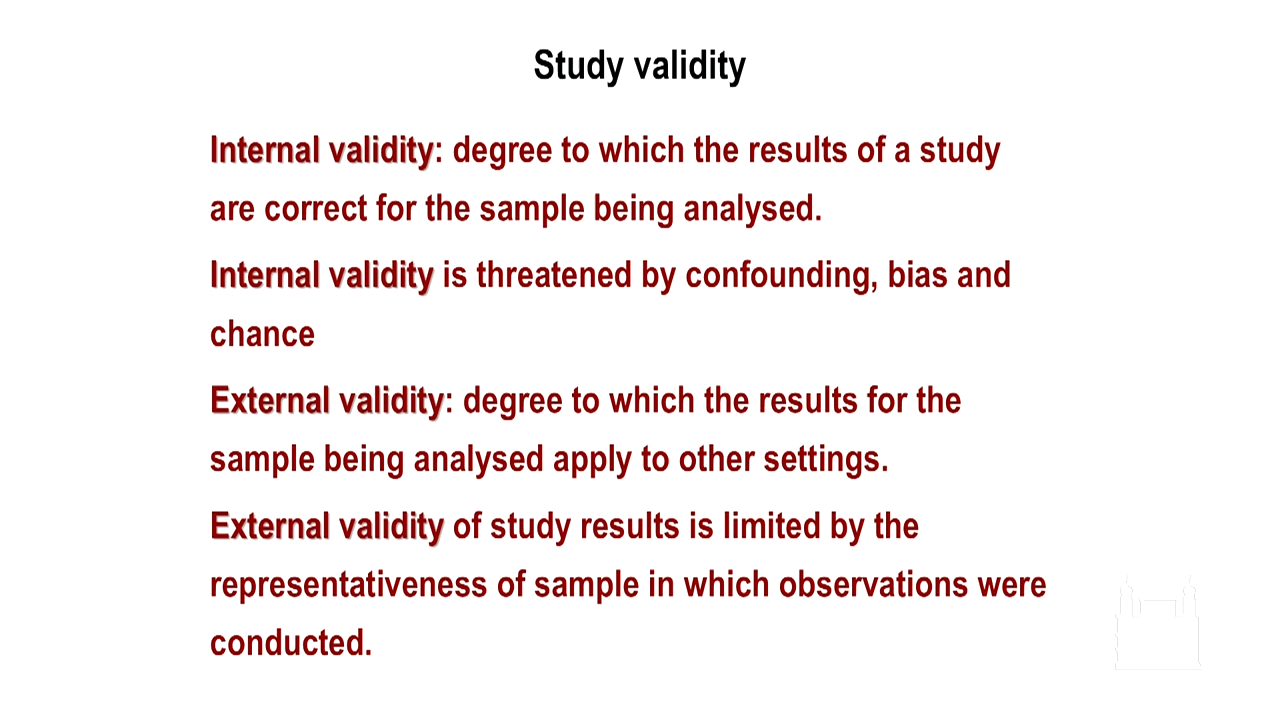 Study validity
Internal validity: degree to which the results of a study
are correct for the sample being analysed.
Internal validity is threatened by confounding, bias and
chance
External validity: degree to which the results for the
sample being analysed apply to other settings.
External validity of study results is limited by the
representativeness of sample in which observations were
conducted.